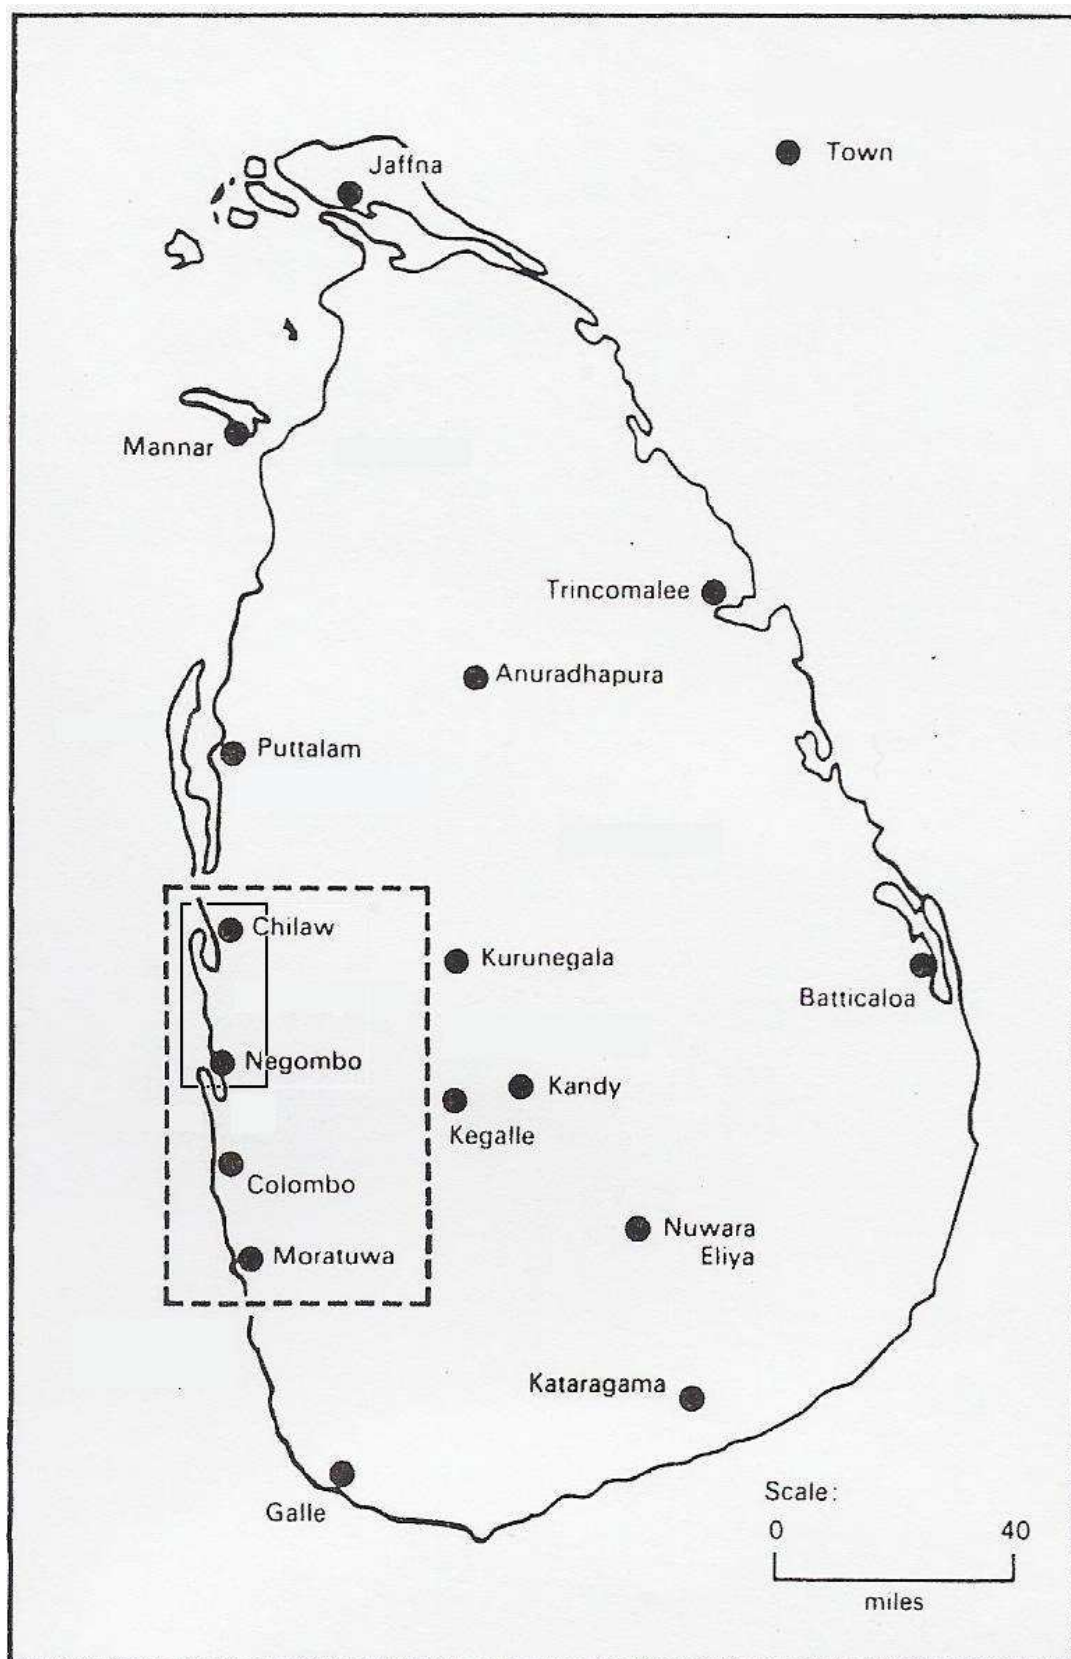 Town
Jaffna
Mannar
Trincomalee
Anuradhapura
Puttalam
Chilaw
Kurunegala
Batticaloa
Negombo
Kandy
Kegalle
Colombo
Nuwara
Eliya
Moratuwa
Kataragama
Galle
Scale:
0 40
miles